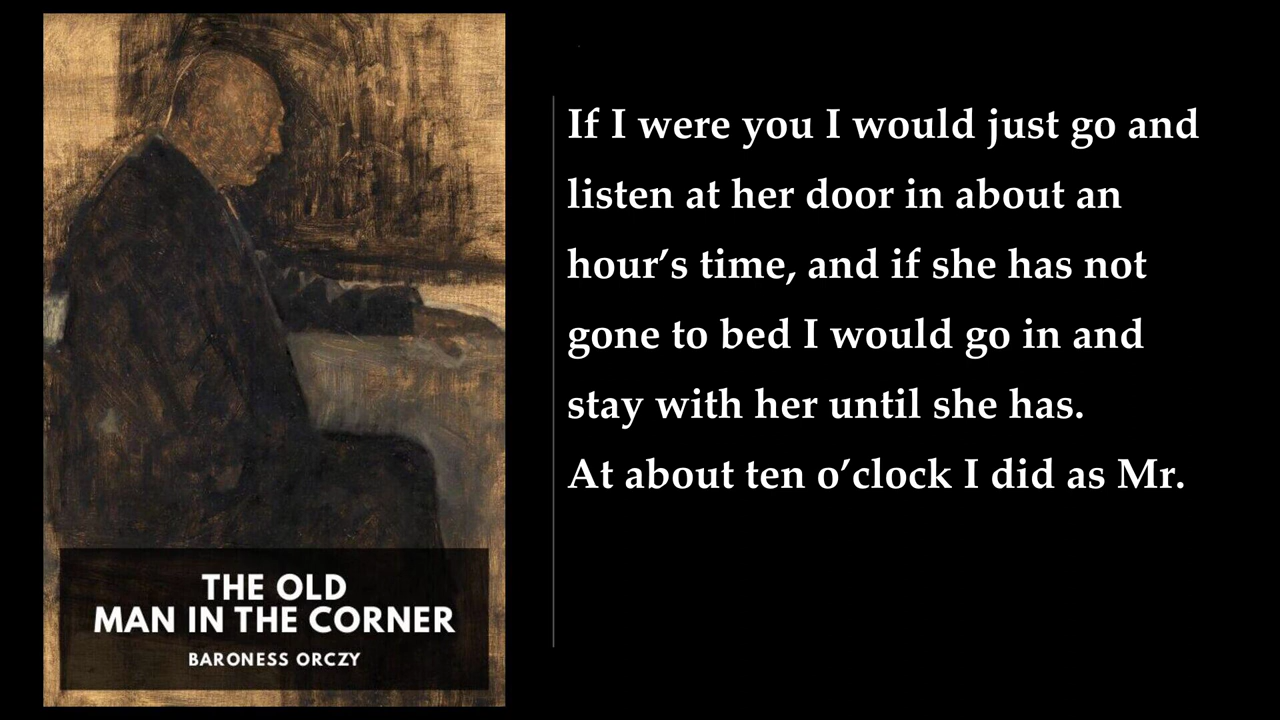 THE OLD
MAN IN THE CORNER
BARONESS ORCZY
If I were you I would just go and
listen at her door in about an
hour’s time, and if she has not
gone to bed I would go in and
stay with her until she has.
At about ten o’clock I did as Mr.